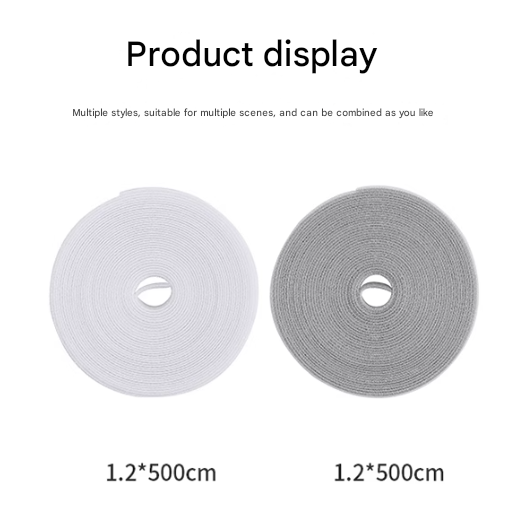 Product display
Multiple styles, suitable for multiple scenes, and can be combined as you like
1.2*500cm
1.2*500cm